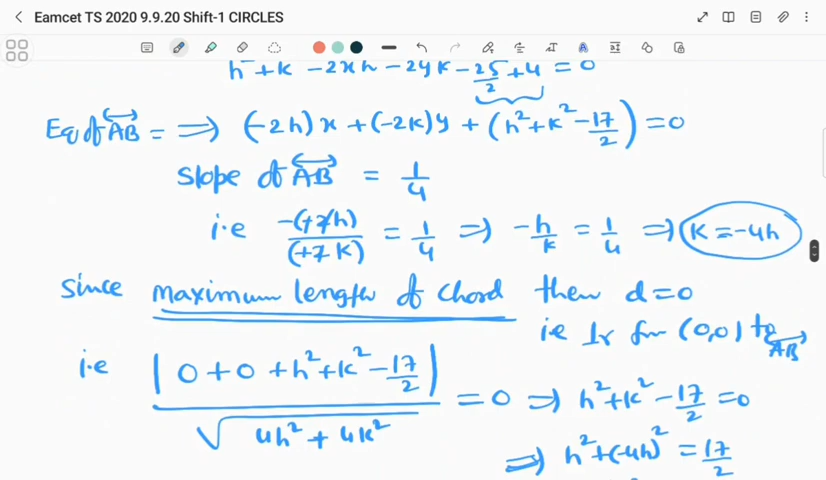 Eamcet TS 2020 9.9.20 Shift-1 CIRCLES
h²+k²-2xh-2yk-25/2+4=0
Eq of AB = ⟹ (-2h)x+(-2k)y+(h²+k²-17/2)=0
Slope of AB = 1/4
i.e -(+2h)/(+2k) = 1/4 ⟹ -h/k = 1/4 ⟹ k=-4h
Since maximum length of chord then d=0
ie ⊥r fm (0,0) to AB
i.e |0+0+h²+k²-17/2|/√4h²+4k² = 0 ⟹ h²+k²-17/2=0
⟹ h²+(-4h)²=17/2